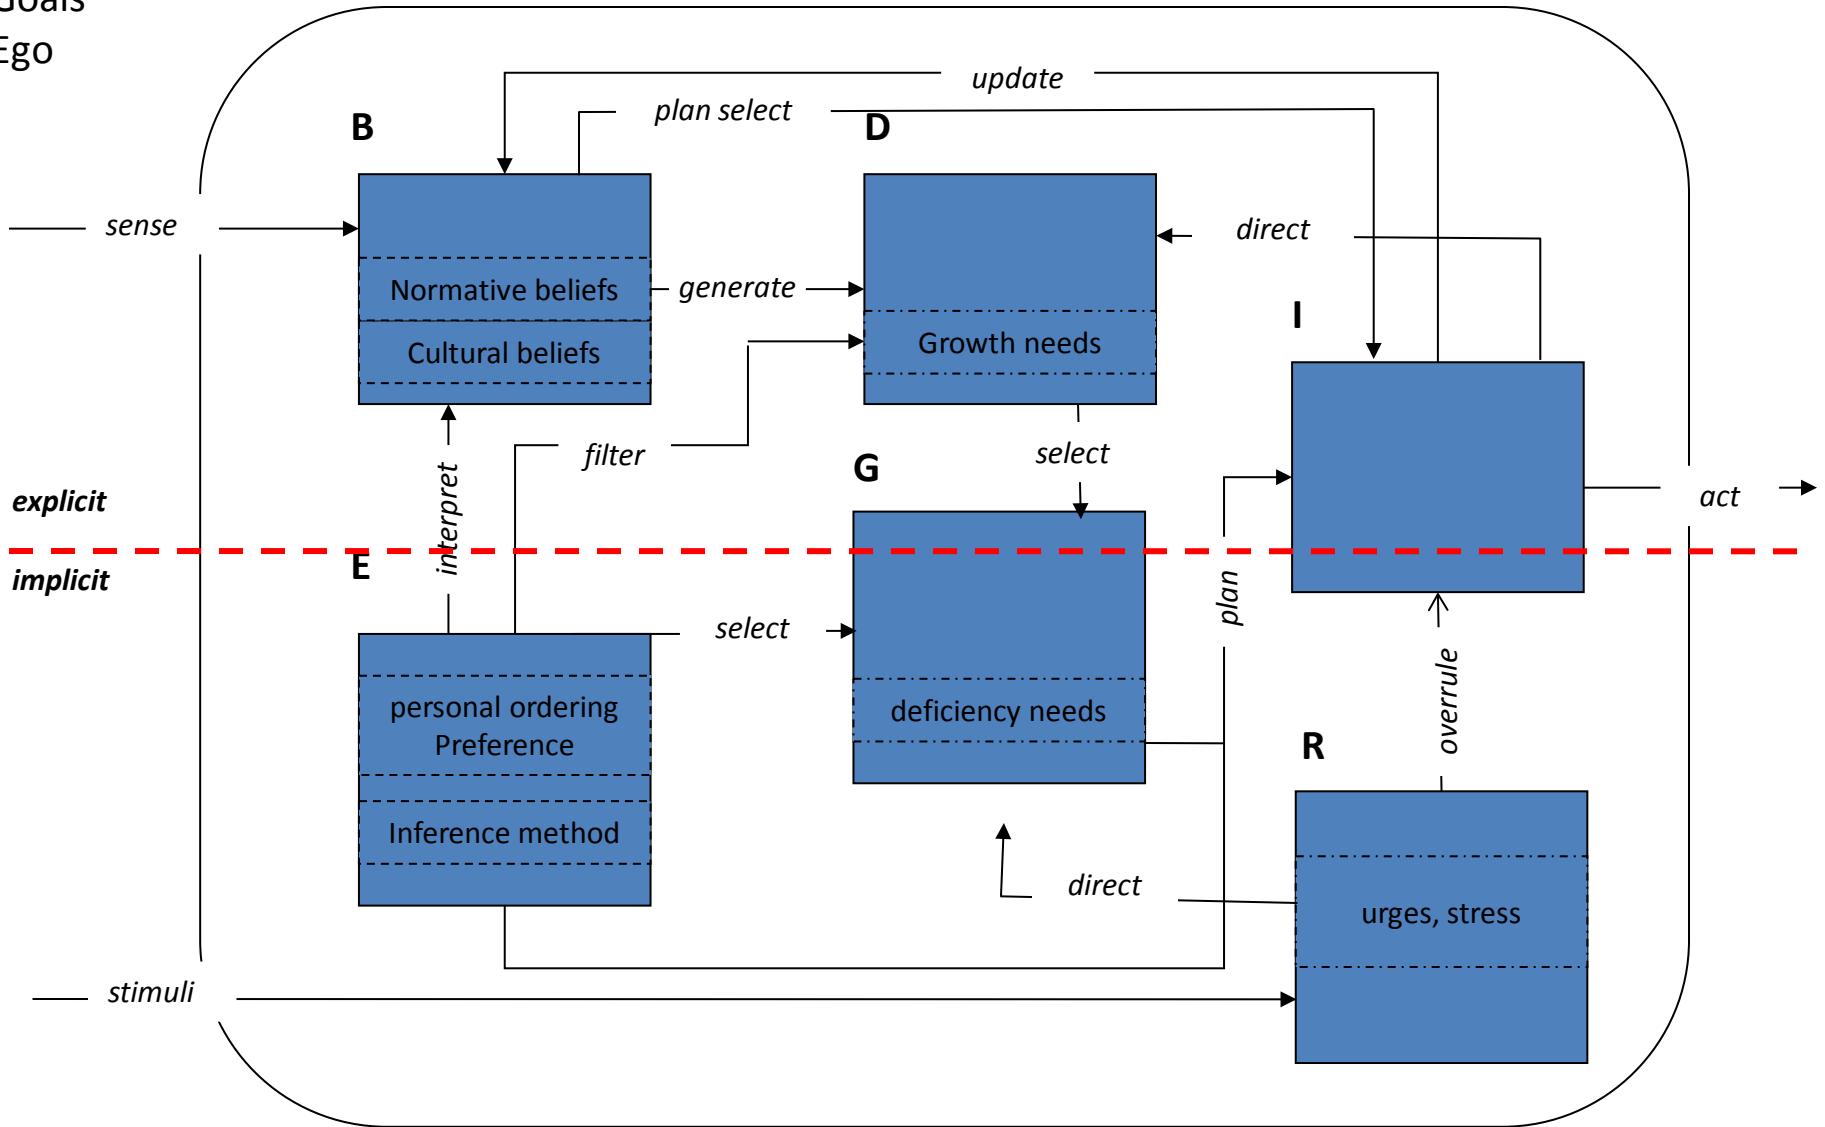 Goals
Ego
update
plan select
B
D
sense
direct
Normative beliefs
generate
Cultural beliefs
Growth needs
I
filter
select
G
interpret
explicit
act
implicit
E
plan
select
personal ordering
Preference
deficiency needs
overrule
R
Inference method
direct
urges, stress
stimuli